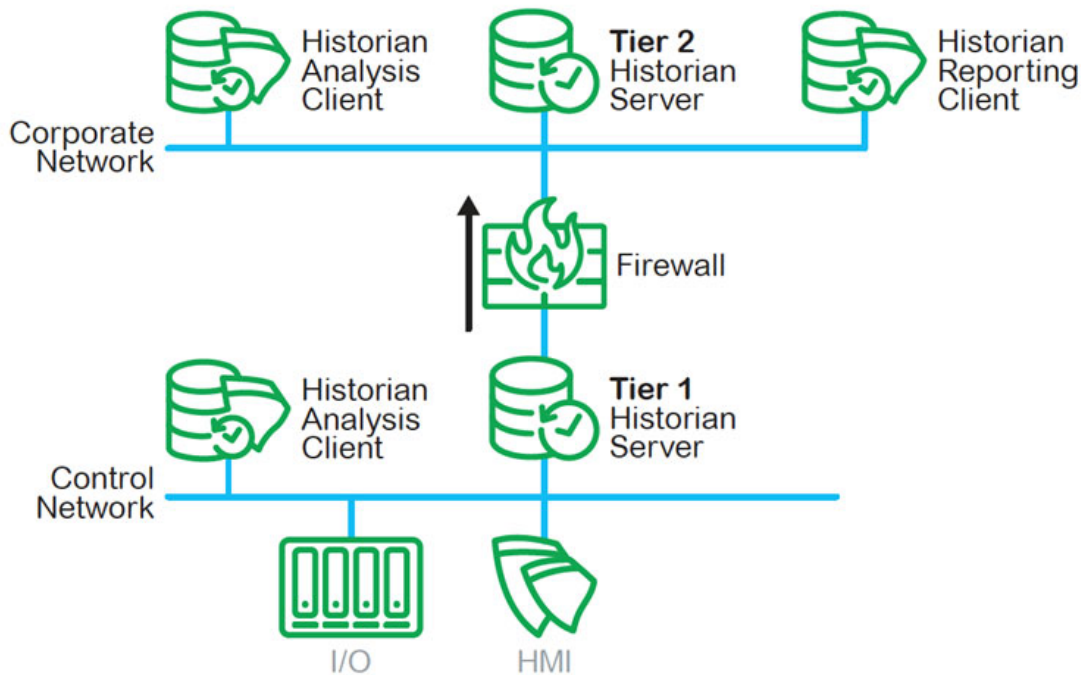 Historian
Analysis
Client
Tier 2
Historian
Server
Historian
Reporting
Client
Corporate
Network
Firewall
Historian
Analysis
Client
Tier 1
Historian
Server
Control
Network
I/O
HMI